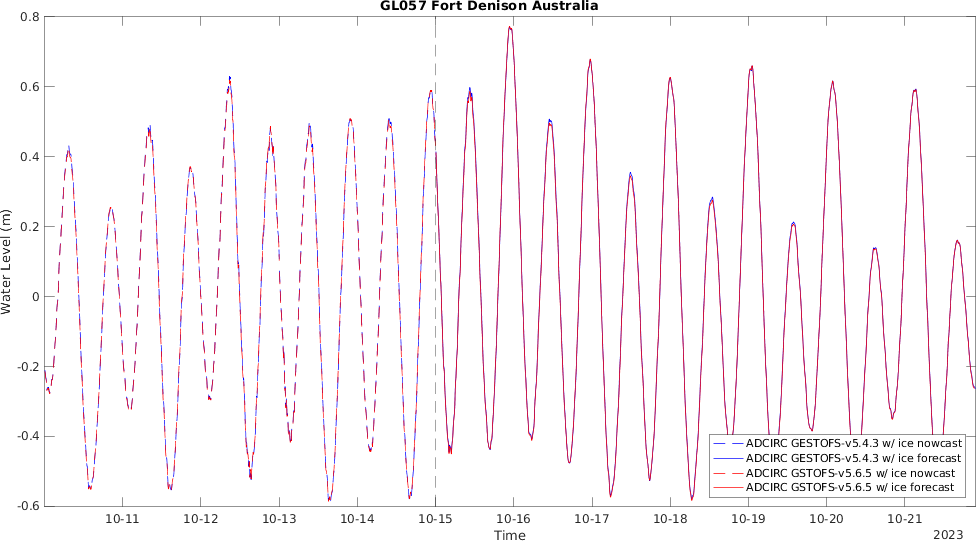 GL057 Fort Denison Australia
0.8
0.6
0.4
0.2
0
-0.2
-0.4
-0.6
Water Level (m)
ADCIRC GESTOFS-v5.4.3 w/ ice nowcast
ADCIRC GESTOFS-v5.4.3 w/ ice forecast
ADCIRC GSTOFS-v5.6.5 w/ ice nowcast
ADCIRC GSTOFS-v5.6.5 w/ ice forecast
10-11 10-12 10-13 10-14 10-15 10-16 10-17 10-18 10-19 10-20 10-21
Time
2023